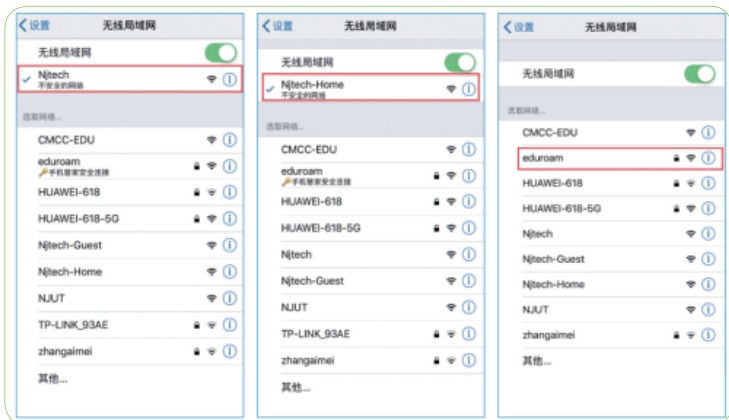 设置 无线局域网
无线局域网
Njtech
不安全的网络
选取网络...
CMCC-EDU
eduroam
🔑手机管家安全连接
HUAWEI-618
HUAWEI-618-5G
Njtech-Guest
Njtech-Home
NJUT
TP-LINK_93AE
zhangaimei
其他...
设置 无线局域网
无线局域网
Njtech-Home
不安全的网络
选取网络...
CMCC-EDU
eduroam
🔑手机管家安全连接
HUAWEI-618
HUAWEI-618-5G
Njtech
Njtech-Guest
NJUT
TP-LINK_93AE
zhangaimei
其他...
设置 无线局域网
无线局域网
选取网络...
CMCC-EDU
eduroam
HUAWEI-618
HUAWEI-618-5G
Njtech
Njtech-Guest
Njtech-Home
NJUT
zhangaimei
其他...